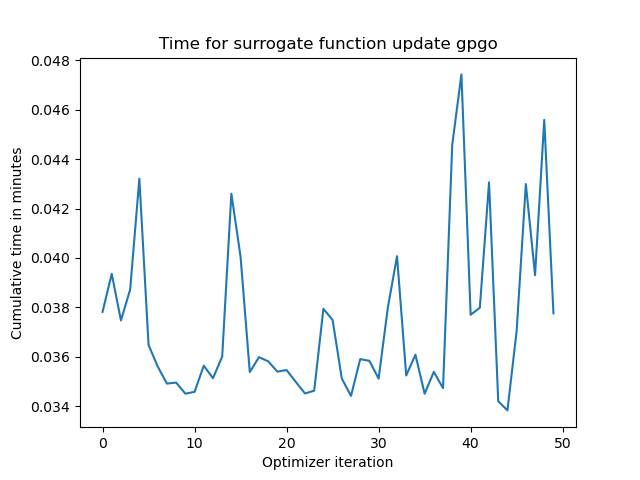 Time for surrogate function update gpgo
Cumulative time in minutes
0.048
0.046
0.044
0.042
0.040
0.038
0.036
0.034
0 10 20 30 40 50
Optimizer iteration